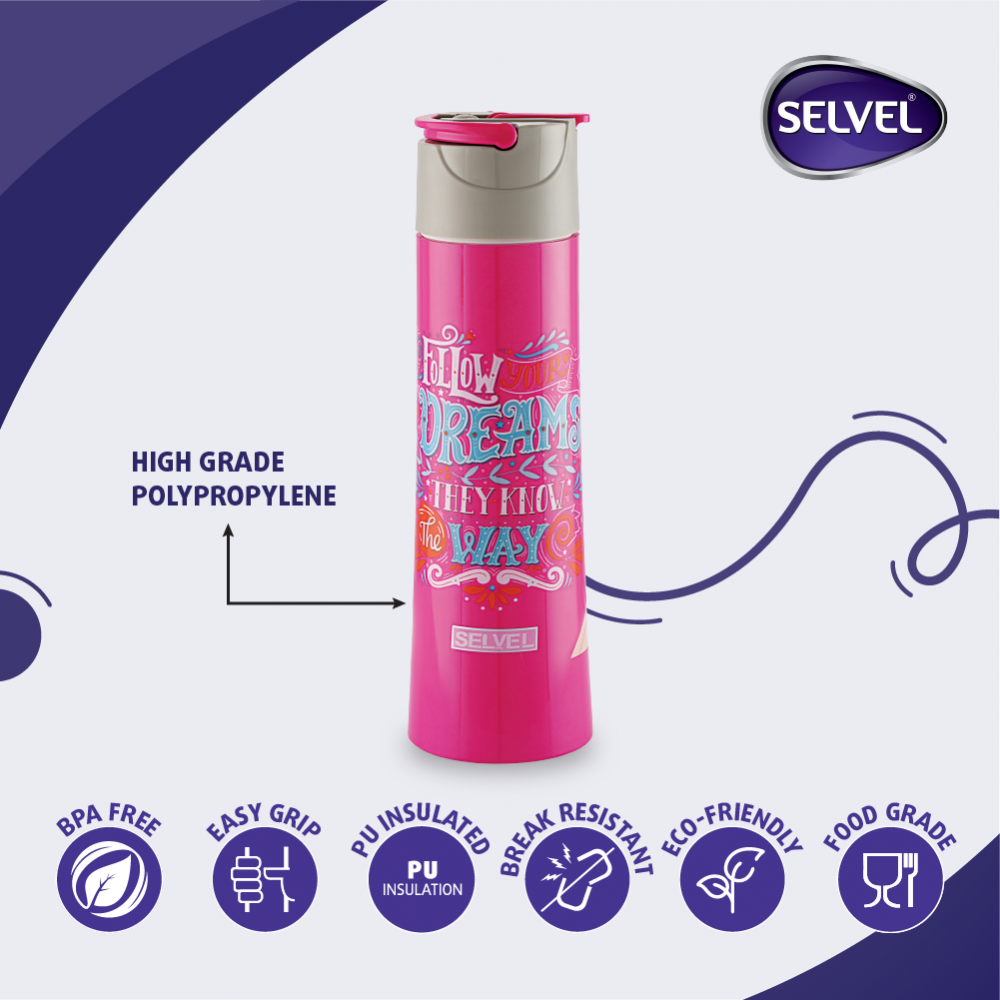 SELVEL®
FOLLOW YOUR
DREAMS
THEY KNOW
The WAY
SELVEL
HIGH GRADE
POLYPROPYLENE
BPA FREE
EASY GRIP
PU INSULATED
PU
INSULATION
BREAK RESISTANT
ECO-FRIENDLY
FOOD GRADE